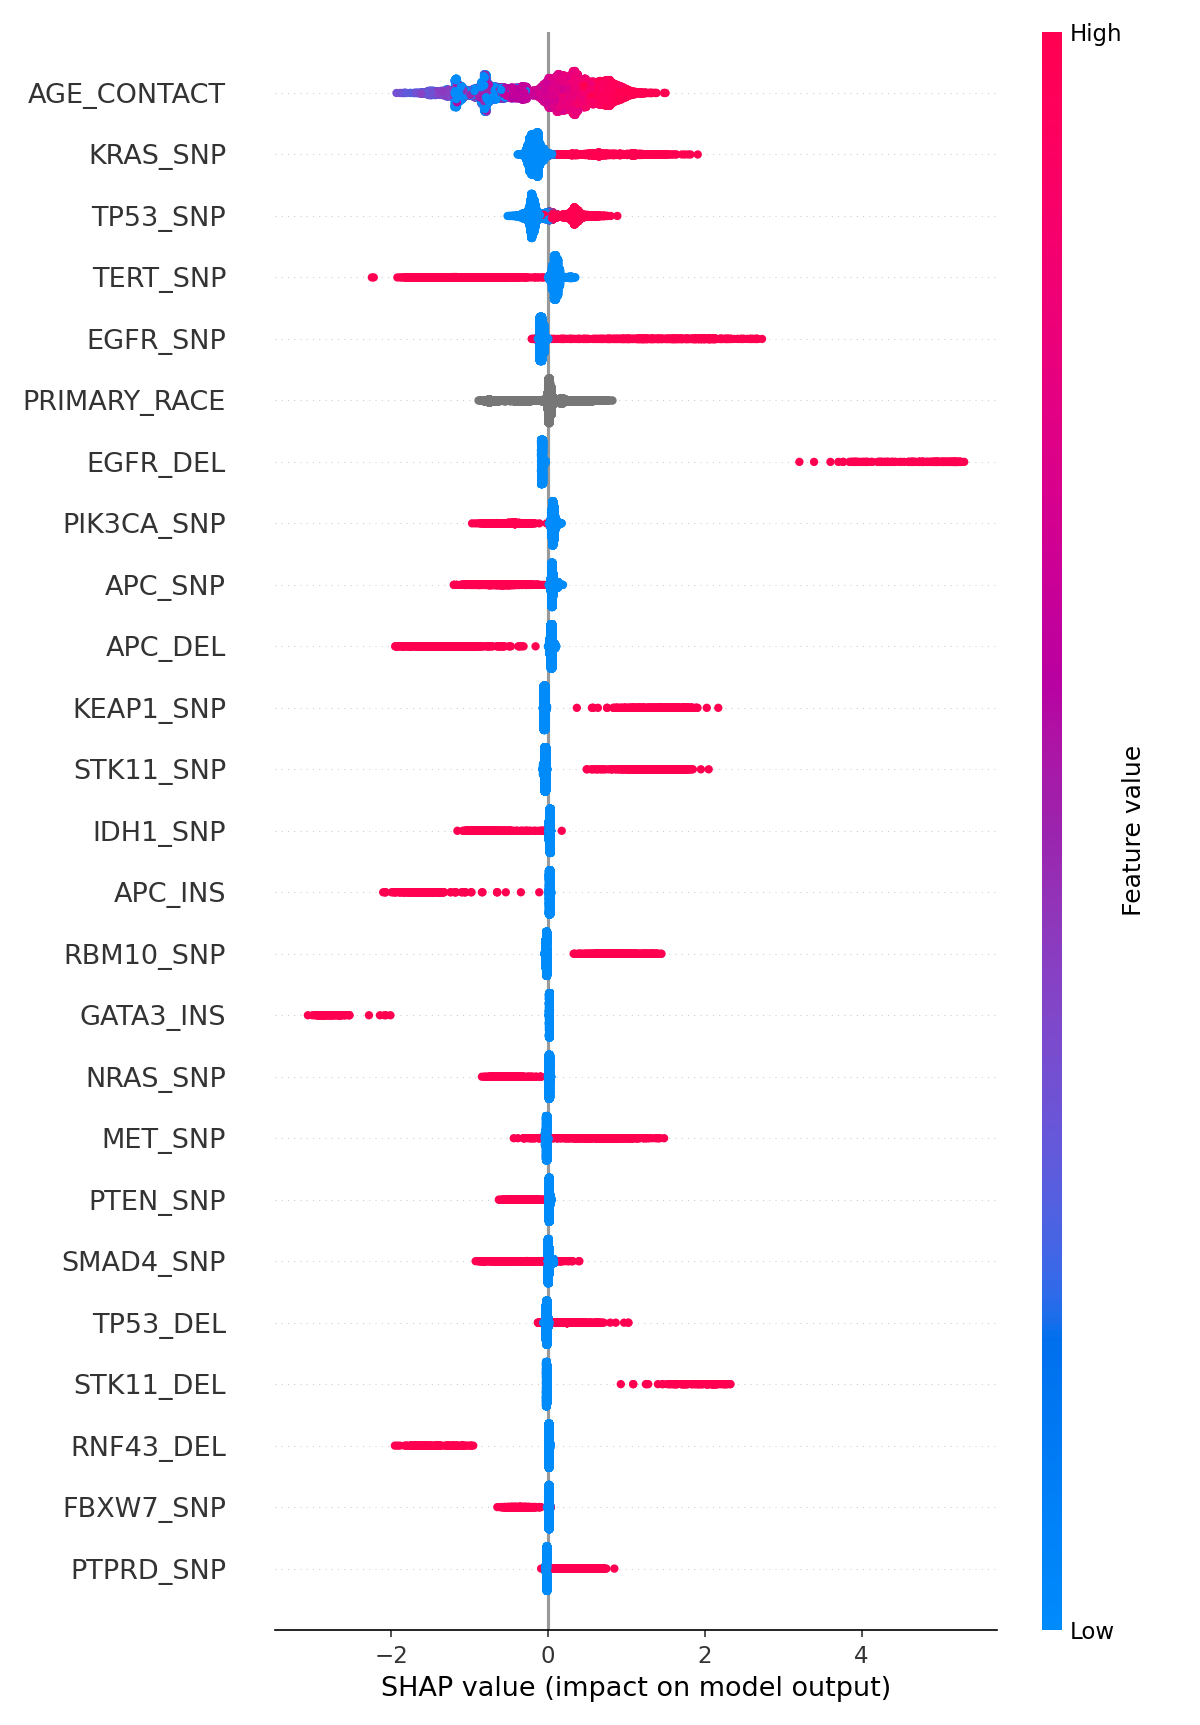 High
AGE_CONTACT
KRAS_SNP
TP53_SNP
TERT_SNP
EGFR_SNP
PRIMARY_RACE
EGFR_DEL
PIK3CA_SNP
APC_SNP
APC_DEL
KEAP1_SNP
STK11_SNP
IDH1_SNP
APC_INS
RBM10_SNP
GATA3_INS
NRAS_SNP
MET_SNP
PTEN_SNP
SMAD4_SNP
TP53_DEL
STK11_DEL
RNF43_DEL
FBXW7_SNP
PTPRD_SNP
Feature value
Low
−2 0 2 4
SHAP value (impact on model output)